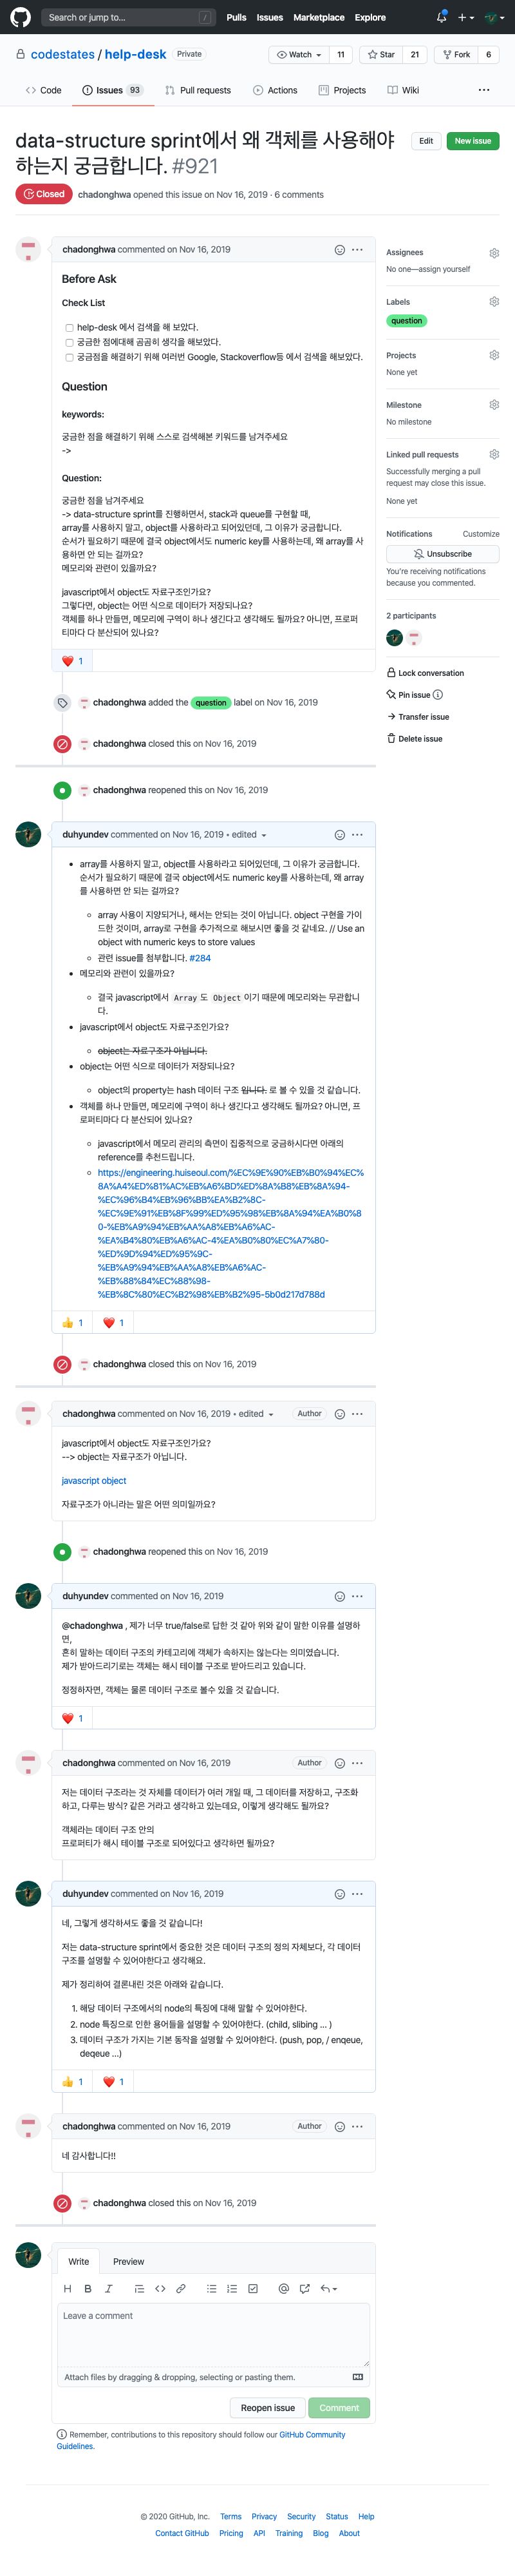 Search or jump to...
/
Pulls Issues Marketplace Explore
codestates / help-desk Private
Watch 11 Star 21 Fork 6
Code Issues 93 Pull requests Actions Projects Wiki
data-structure sprint에서 왜 객체를 사용해야
하는지 궁금합니다. #921
Edit New issue
Closed chadonghwa opened this issue on Nov 16, 2019 · 6 comments
chadonghwa commented on Nov 16, 2019
Before Ask
Check List
help-desk 에서 검색을 해 보았다.
궁금한 점에대해 곰곰히 생각을 해보았다.
궁금점을 해결하기 위해 여러번 Google, Stackoverflow등 에서 검색을 해보았다.
Question
keywords:
궁금한 점을 해결하기 위해 스스로 검색해본 키워드를 남겨주세요
->
Question:
궁금한 점을 남겨주세요
-> data-structure sprint를 진행하면서, stack과 queue를 구현할 때,
array를 사용하지 말고, object를 사용하라고 되어있던데, 그 이유가 궁금합니다.
순서가 필요하기 때문에 결국 object에서도 numeric key를 사용하는데, 왜 array를 사
용하면 안 되는 걸까요?
메모리와 관련이 있을까요?
javascript에서 object도 자료구조인가요?
그렇다면, object는 어떤 식으로 데이터가 저장되나요?
객체를 하나 만들면, 메모리에 구역이 하나 생긴다고 생각해도 될까요? 아니면, 프로퍼
티마다 다 분산되어 있나요?
1
Assignees
No one—assign yourself
Labels
question
Projects
None yet
Milestone
No milestone
Linked pull requests
Successfully merging a pull
request may close this issue.
None yet
Notifications Customize
Unsubscribe
You're receiving notifications
because you commented.
2 participants
Lock conversation
Pin issue
Transfer issue
Delete issue
chadonghwa added the question label on Nov 16, 2019
chadonghwa closed this on Nov 16, 2019
chadonghwa reopened this on Nov 16, 2019
duhyundev commented on Nov 16, 2019 • edited
array를 사용하지 말고, object를 사용하라고 되어있던데, 그 이유가 궁금합니다.
순서가 필요하기 때문에 결국 object에서도 numeric key를 사용하는데, 왜 array
를 사용하면 안 되는 걸까요?
array 사용이 지양되거나, 해서는 안되는 것이 아닙니다. object 구현을 가이
드한 것이며, array로 구현을 추가적으로 해보시면 좋을 것 같네요. // Use an
object with numeric keys to store values
관련 issue를 첨부합니다. #284
메모리와 관련이 있을까요?
결국 javascript에서 Array 도 Object 이기 때문에 메모리와는 무관합니
다.
javascript에서 object도 자료구조인가요?
object는 자료구조가 아닙니다.
object는 어떤 식으로 데이터가 저장되나요?
object의 property는 hash 데이터 구조 입니다. 로 볼 수 있을 것 같습니다.
객체를 하나 만들면, 메모리에 구역이 하나 생긴다고 생각해도 될까요? 아니면, 프
로퍼티마다 다 분산되어 있나요?
javascript에서 메모리 관리의 측면이 집중적으로 궁금하시다면 아래의
reference를 추천드립니다.
https://engineering.huiseoul.com/%EC%9E%90%EB%B0%94%EC%
8A%A4%ED%81%AC%EB%A6%BD%ED%8A%B8%EB%8A%94-
%EC%96%B4%EB%96%BB%EA%B2%8C-
%EC%9E%91%EB%8F%99%ED%95%98%EB%8A%94%EA%B0%8
0-%EB%A9%94%EB%AA%A8%EB%A6%AC-
%EA%B4%80%EB%A6%AC-4%EA%B0%80%EC%A7%80-
%ED%9D%94%ED%95%9C-
%EB%A9%94%EB%AA%A8%EB%A6%AC-
%EB%88%84%EC%88%98-
%EB%8C%80%EC%B2%98%EB%B2%95-5b0d217d788d
1 1
chadonghwa closed this on Nov 16, 2019
chadonghwa commented on Nov 16, 2019 • edited Author
javascript에서 object도 자료구조인가요?
--> object는 자료구조가 아닙니다.
javascript object
자료구조가 아니라는 말은 어떤 의미일까요?
chadonghwa reopened this on Nov 16, 2019
duhyundev commented on Nov 16, 2019
@chadonghwa , 제가 너무 true/false로 답한 것 같아 위와 같이 말한 이유를 설명하
면,
흔히 말하는 데이터 구조의 카테고리에 객체가 속하지는 않는다는 의미였습니다.
제가 받아드리기로는 객체는 해시 테이블 구조로 받아드리고 있습니다.
정정하자면, 객체는 물론 데이터 구조로 볼수 있을 것 같습니다.
1
chadonghwa commented on Nov 16, 2019 Author
저는 데이터 구조라는 것 자체를 데이터가 여러 개일 때, 그 데이터를 저장하고, 구조화
하고, 다루는 방식? 같은 거라고 생각하고 있는데요, 이렇게 생각해도 될까요?
객체라는 데이터 구조 안의
프로퍼티가 해시 테이블 구조로 되어있다고 생각하면 될까요?
duhyundev commented on Nov 16, 2019
네, 그렇게 생각하셔도 좋을 것 같습니다!
저는 data-structure sprint에서 중요한 것은 데이터 구조의 정의 자체보다, 각 데이터
구조를 설명할 수 있어야한다고 생각해요.
제가 정리하여 결론내린 것은 아래와 같습니다.
1. 해당 데이터 구조에서의 node의 특징에 대해 말할 수 있어야한다.
2. node 특징으로 인한 용어들을 설명할 수 있어야한다. (child, slibing ... )
3. 데이터 구조가 가지는 기본 동작을 설명할 수 있어야한다. (push, pop, / enqeue,
deqeue ...)
1 1
chadonghwa commented on Nov 16, 2019 Author
네 감사합니다!!
chadonghwa closed this on Nov 16, 2019
Write Preview
Leave a comment
Attach files by dragging & dropping, selecting or pasting them.
Reopen issue Comment
Remember, contributions to this repository should follow our GitHub Community
Guidelines.
© 2020 GitHub, Inc. Terms Privacy Security Status Help
Contact GitHub Pricing API Training Blog About